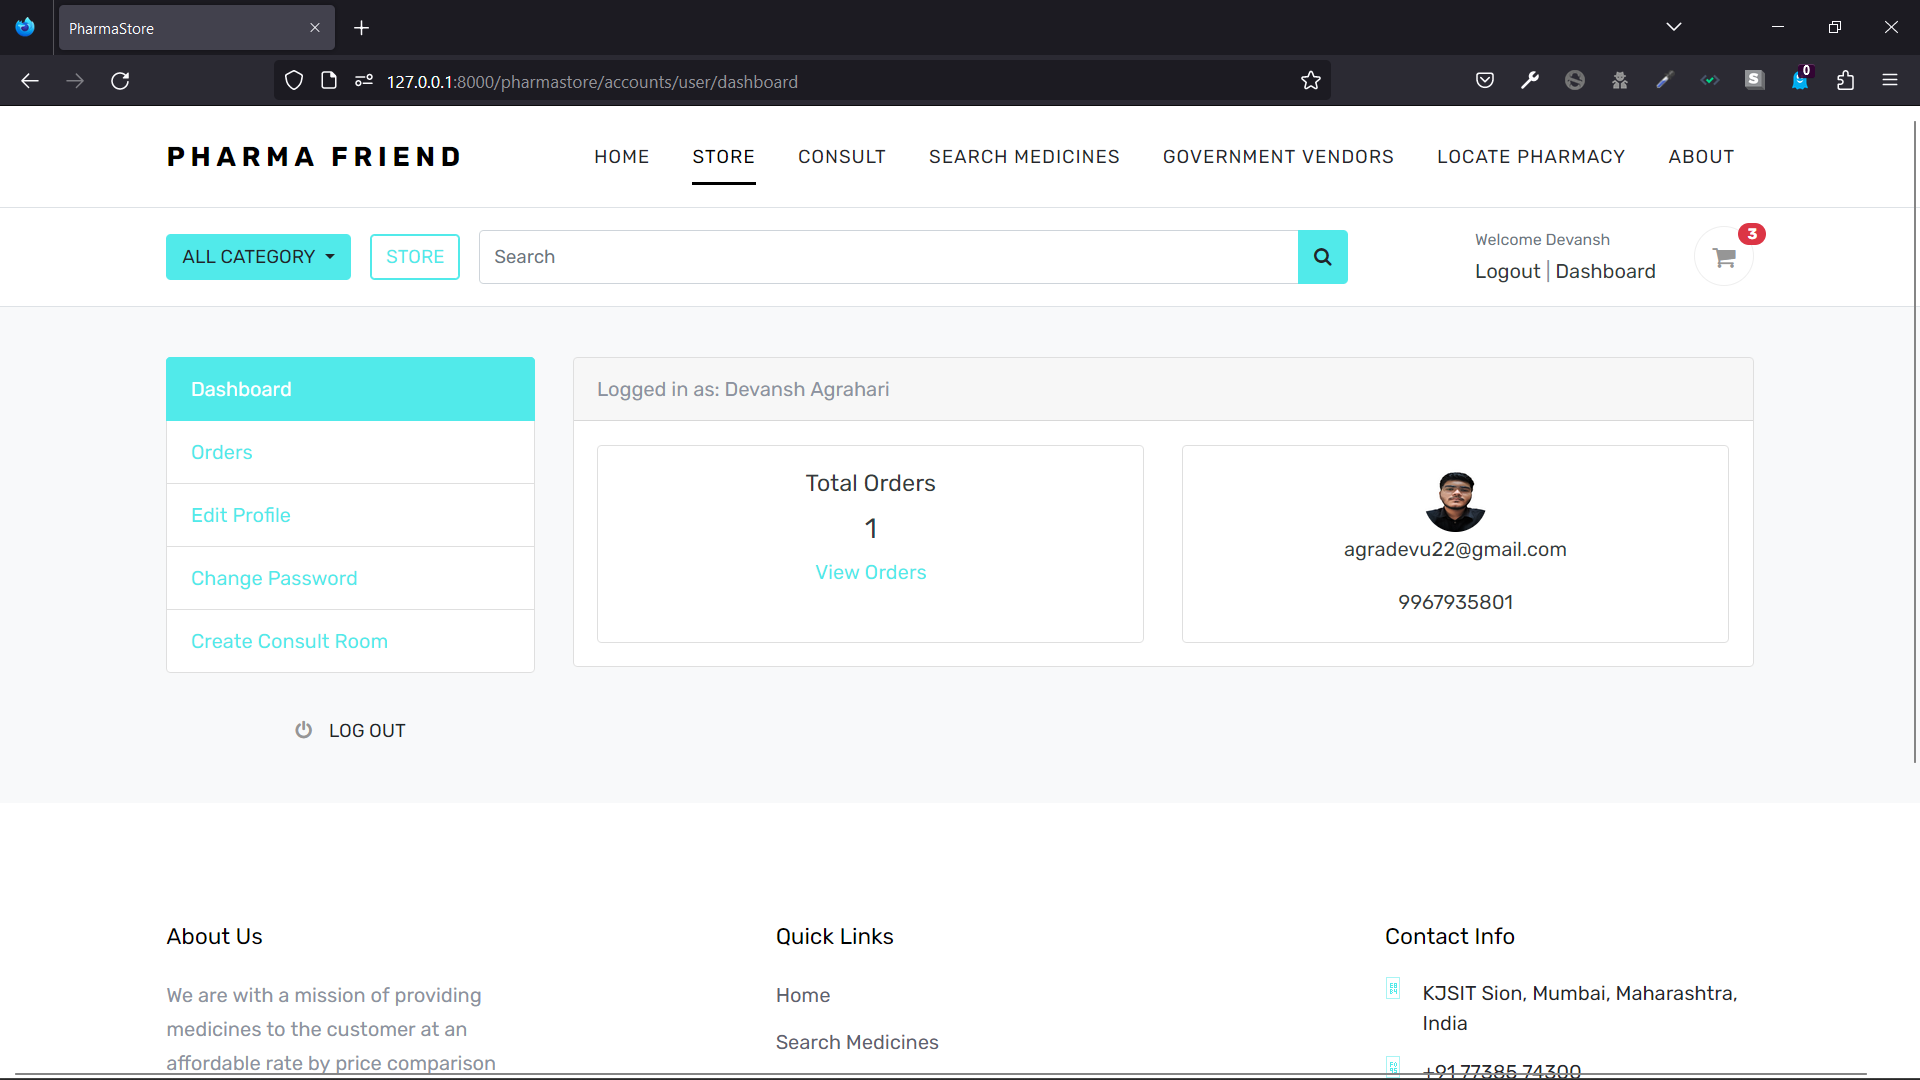 PharmaStore
127.0.0.1:8000/pharmastore/accounts/user/dashboard
S
0
PHARMA FRIEND
HOME
STORE
CONSULT
SEARCH MEDICINES
GOVERNMENT VENDORS
LOCATE PHARMACY
ABOUT
ALL CATEGORY
STORE
Search
Welcome Devansh
Logout | Dashboard
3
Dashboard
Orders
Edit Profile
Change Password
Create Consult Room
LOG OUT
Logged in as: Devansh Agrahari
Total Orders
1
View Orders
agradevu22@gmail.com
9967935801
About Us
We are with a mission of providing
medicines to the customer at an
affordable rate by price comparison
Quick Links
Home
Search Medicines
Contact Info
KJSIT Sion, Mumbai, Maharashtra,
India
+91 77385 74300